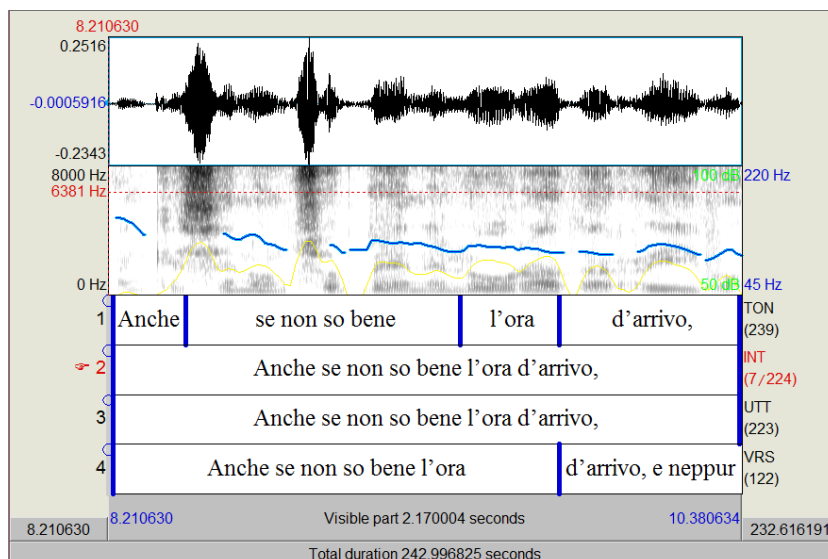 8.210630
0.2516
-0.0005916
-0.2343
8000 Hz 100 dB 220 Hz
6381 Hz
0 Hz 50 dB 45 Hz
1 Anche se non so bene l'ora d'arrivo, TON (239)
2 Anche se non so bene l'ora d'arrivo, INT (7/224)
3 Anche se non so bene l'ora d'arrivo, UTT (223)
4 Anche se non so bene l'ora d'arrivo, e neppur VRS (122)
8.210630 8.210630 Visible part 2.170004 seconds 10.380634 232.616191
Total duration 242.996825 seconds